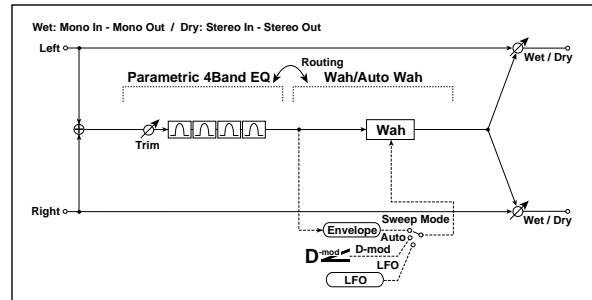 Wet: Mono In - Mono Out / Dry: Stereo In - Stereo Out
Left
Wet / Dry
Routing
Parametric 4Band EQ
Wah/Auto Wah
Trim
Wah
Right
Wet / Dry
Sweep Mode
Envelope
Auto
D-mod
D-mod
LFO
LFO